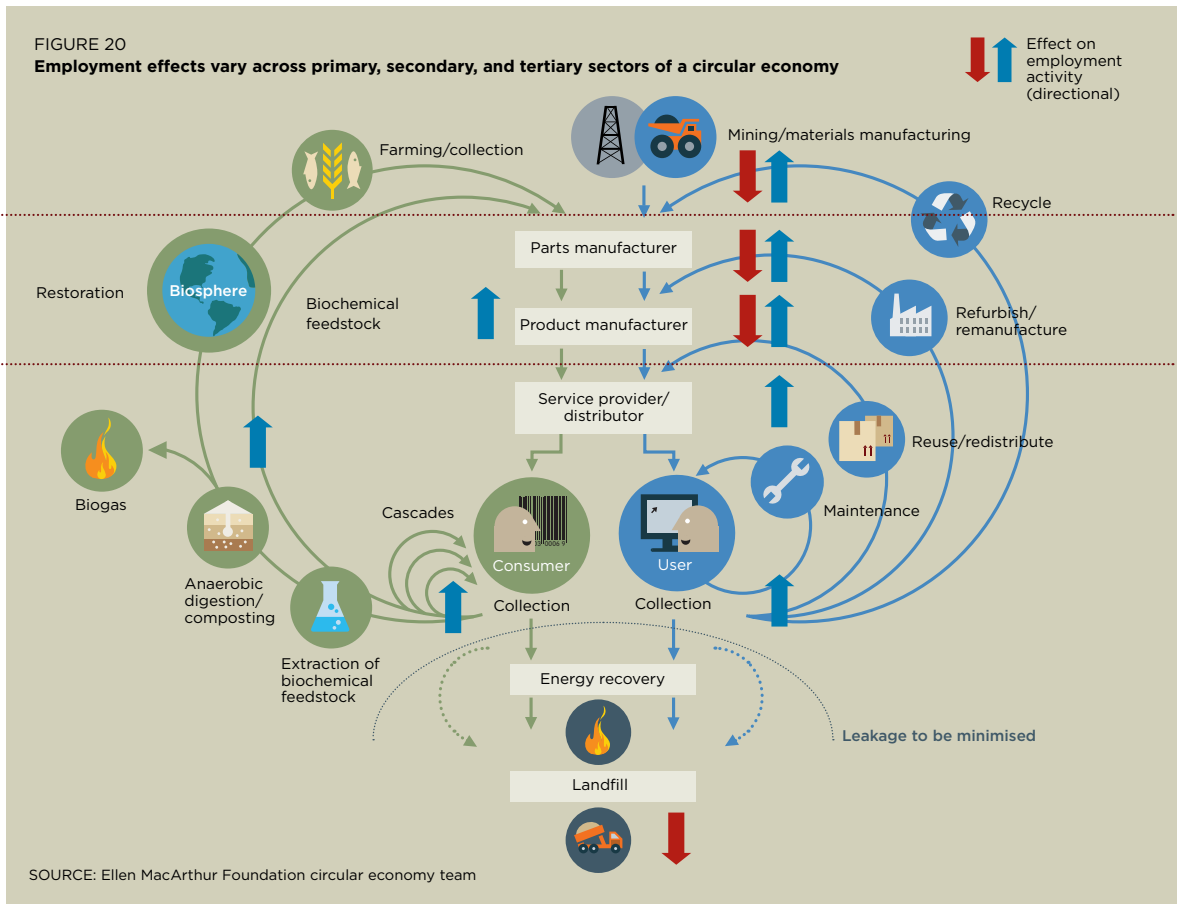 FIGURE 20
Employment effects vary across primary, secondary, and tertiary sectors of a circular economy
Effect on
employment
activity
(directional)
Mining/materials manufacturing
Farming/collection
Recycle
Parts manufacturer
Restoration
Biosphere
Biochemical
feedstock
Product manufacturer
Refurbish/
remanufacture
Service provider/
distributor
Reuse/redistribute
Biogas
Cascades
Maintenance
Consumer
User
Anaerobic
digestion/
composting
Collection
Collection
Extraction of
biochemical
feedstock
Energy recovery
Leakage to be minimised
Landfill
SOURCE: Ellen MacArthur Foundation circular economy team